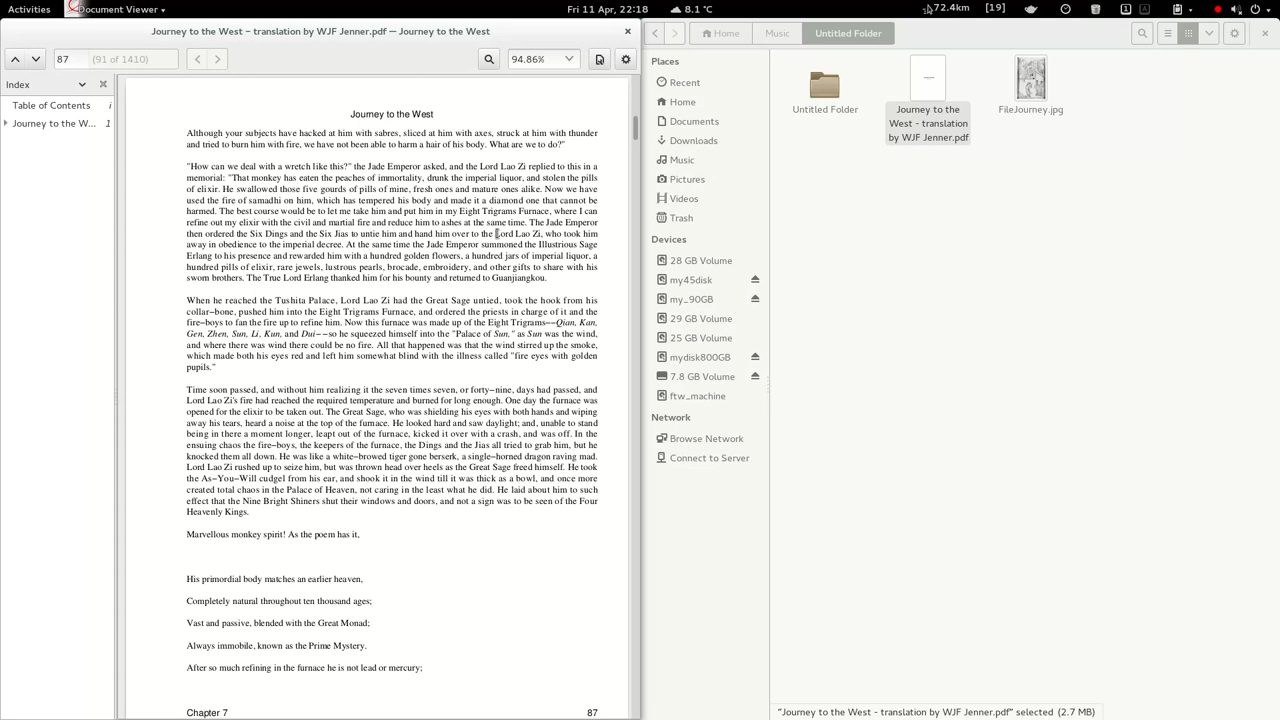 Activities
Document Viewer
Fri 11 Apr, 22:18
8.1 °C
72.4km
[19]
1
A
Journey to the West – translation by WJF Jenner.pdf — Journey to the West
87
(91 of 1410)
94.86%
Index
Table of Contents i
Journey to the W... 1
Journey to the West
Although your subjects have hacked at him with sabres, sliced at him with axes, struck at him with thunder
and tried to burn him with fire, we have not been able to harm a hair of his body. What are we to do?"
"How can we deal with a wretch like this?" the Jade Emperor asked, and the Lord Lao Zi replied to this in a
memorial: "That monkey has eaten the peaches of immortality, drunk the imperial liquor, and stolen the pills
of elixir. He swallowed those five gourds of pills of mine, fresh ones and mature ones alike. Now we have
used the fire of samadhi on him, which has tempered his body and made it a diamond one that cannot be
harmed. The best course would be to let me take him and put him in my Eight Trigrams Furnace, where I can
refine out my elixir with the civil and martial fire and reduce him to ashes at the same time. The Jade Emperor
then ordered the Six Dings and the Six Jias to untie him and hand him over to the Lord Lao Zi, who took him
away in obedience to the imperial decree. At the same time the Jade Emperor summoned the Illustrious Sage
Erlang to his presence and rewarded him with a hundred golden flowers, a hundred jars of imperial liquor, a
hundred pills of elixir, rare jewels, lustrous pearls, brocade, embroidery, and other gifts to share with his
sworn brothers. The True Lord Erlang thanked him for his bounty and returned to Guanjiangkou.
When he reached the Tushita Palace, Lord Lao Zi had the Great Sage untied, took the hook from his
collar−bone, pushed him into the Eight Trigrams Furnace, and ordered the priests in charge of it and the
fire−boys to fan the fire up to refine him. Now this furnace was made up of the Eight Trigrams−−Qian, Kan,
Gen, Zhen, Sun, Li. Kun, and Dui−−so he squeezed himself into the "Palace of Sun," as Sun was the wind,
and where there was wind there could be no fire. All that happened was that the wind stirred up the smoke,
which made both his eyes red and left him somewhat blind with the illness called "fire eyes with golden
pupils."
Time soon passed, and without him realizing it the seven times seven, or forty−nine, days had passed, and
Lord Lao Zi's fire had reached the required temperature and burned for long enough. One day the furnace was
opened for the elixir to be taken out. The Great Sage, who was shielding his eyes with both hands and wiping
away his tears, heard a noise at the top of the furnace. He looked hard and saw daylight; and, unable to stand
being in there a moment longer, leapt out of the furnace, kicked it over with a crash, and was off. In the
ensuing chaos the fire−boys, the keepers of the furnace, the Dings and the Jias all tried to grab him, but he
knocked them all down. He was like a white−browed tiger gone berserk, a single−horned dragon raving mad.
Lord Lao Zi rushed up to seize him, but was thrown head over heels as the Great Sage freed himself. He took
the As−You−Will cudgel from his ear, and shook it in the wind till it was thick as a bowl, and once more
created total chaos in the Palace of Heaven, not caring in the least what he did. He laid about him to such
effect that the Nine Bright Shiners shut their windows and doors, and not a sign was to be seen of the Four
Heavenly Kings.
Marvellous monkey spirit! As the poem has it,
His primordial body matches an earlier heaven,
Completely natural throughout ten thousand ages;
Vast and passive, blended with the Great Monad;
Always immobile, known as the Prime Mystery.
After so much refining in the furnace he is not lead or mercury;
Chapter 7 87
Home
Music
Untitled Folder
Places
Recent
Home
Documents
Downloads
Music
Pictures
Videos
Trash
Devices
28 GB Volume
my45disk
my_90GB
29 GB Volume
25 GB Volume
mydisk800GB
7.8 GB Volume
ftw_machine
Network
Browse Network
Connect to Server
Untitled Folder
Journey to the
West - translation
by WJF Jenner.pdf
FileJourney.jpg
"Journey to the West - translation by WJF Jenner.pdf" selected (2.7 MB)